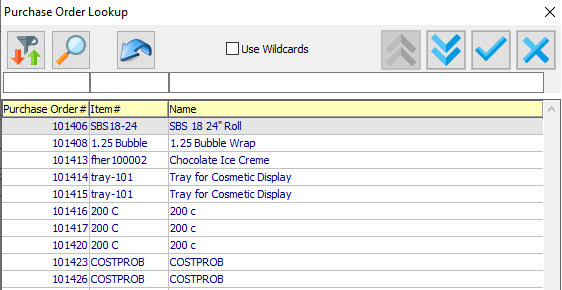 Purchase Order Lookup
Use Wildcards
Purchase Order# Item# Name
101406 SBS18-24 SBS 18 24" Roll
101408 1.25 Bubble 1.25 Bubble Wrap
101413 fher100002 Chocolate Ice Creme
101414 tray-101 Tray for Cosmetic Display
101415 tray-101 Tray for Cosmetic Display
101416 200 C 200 c
101417 200 C 200 c
101420 200 C 200 c
101423 COSTPROB COSTPROB
101426 COSTPROB COSTPROB